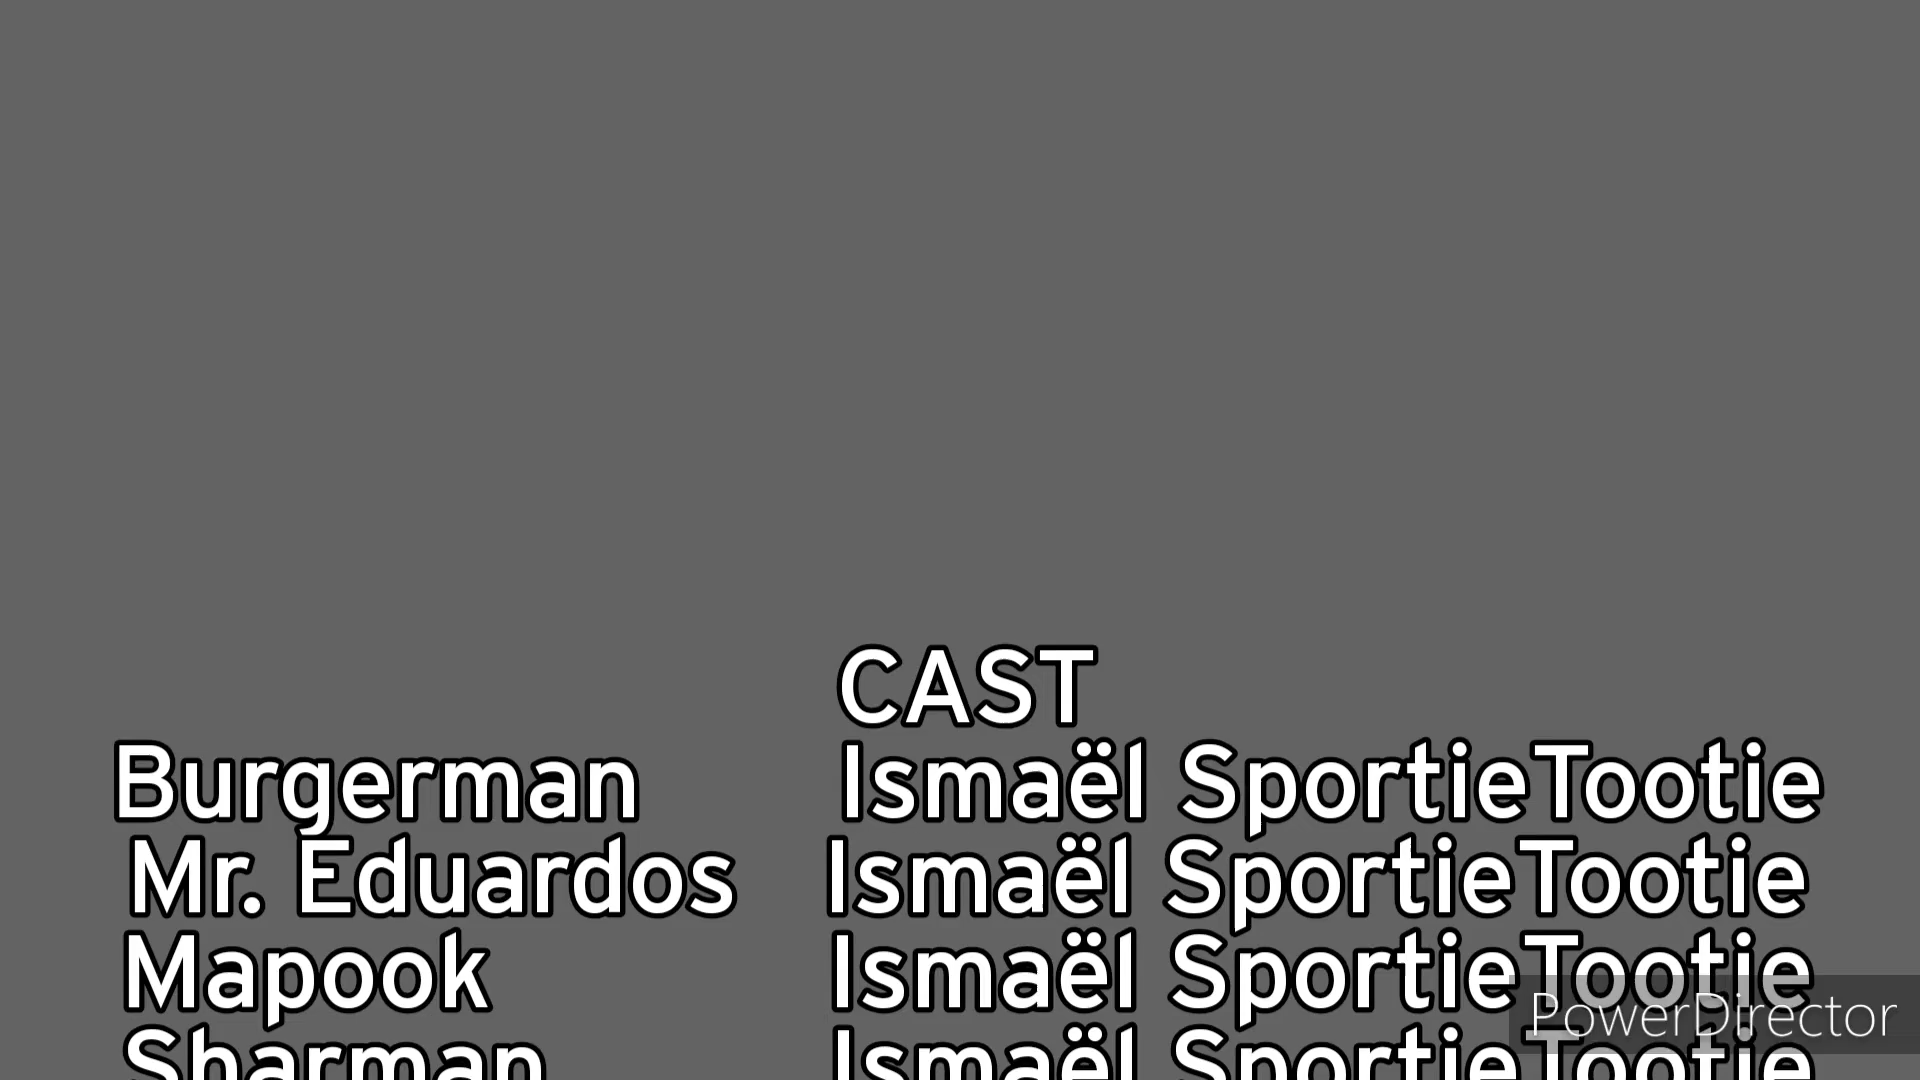 CAST
Burgerman Ismaël SportieTootie
Mr. Eduardos Ismaël SportieTootie
Mapook Ismaël SportieTootie
Sharman Ismaël SportieTootie
PowerDirector